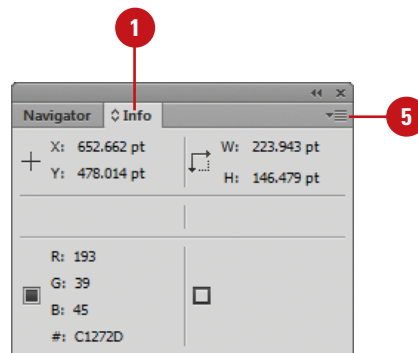 1
Navigator Info
5
X: 652.662 pt W: 223.943 pt
Y: 478.014 pt H: 146.479 pt
R: 193
G: 39
B: 45
#: C1272D